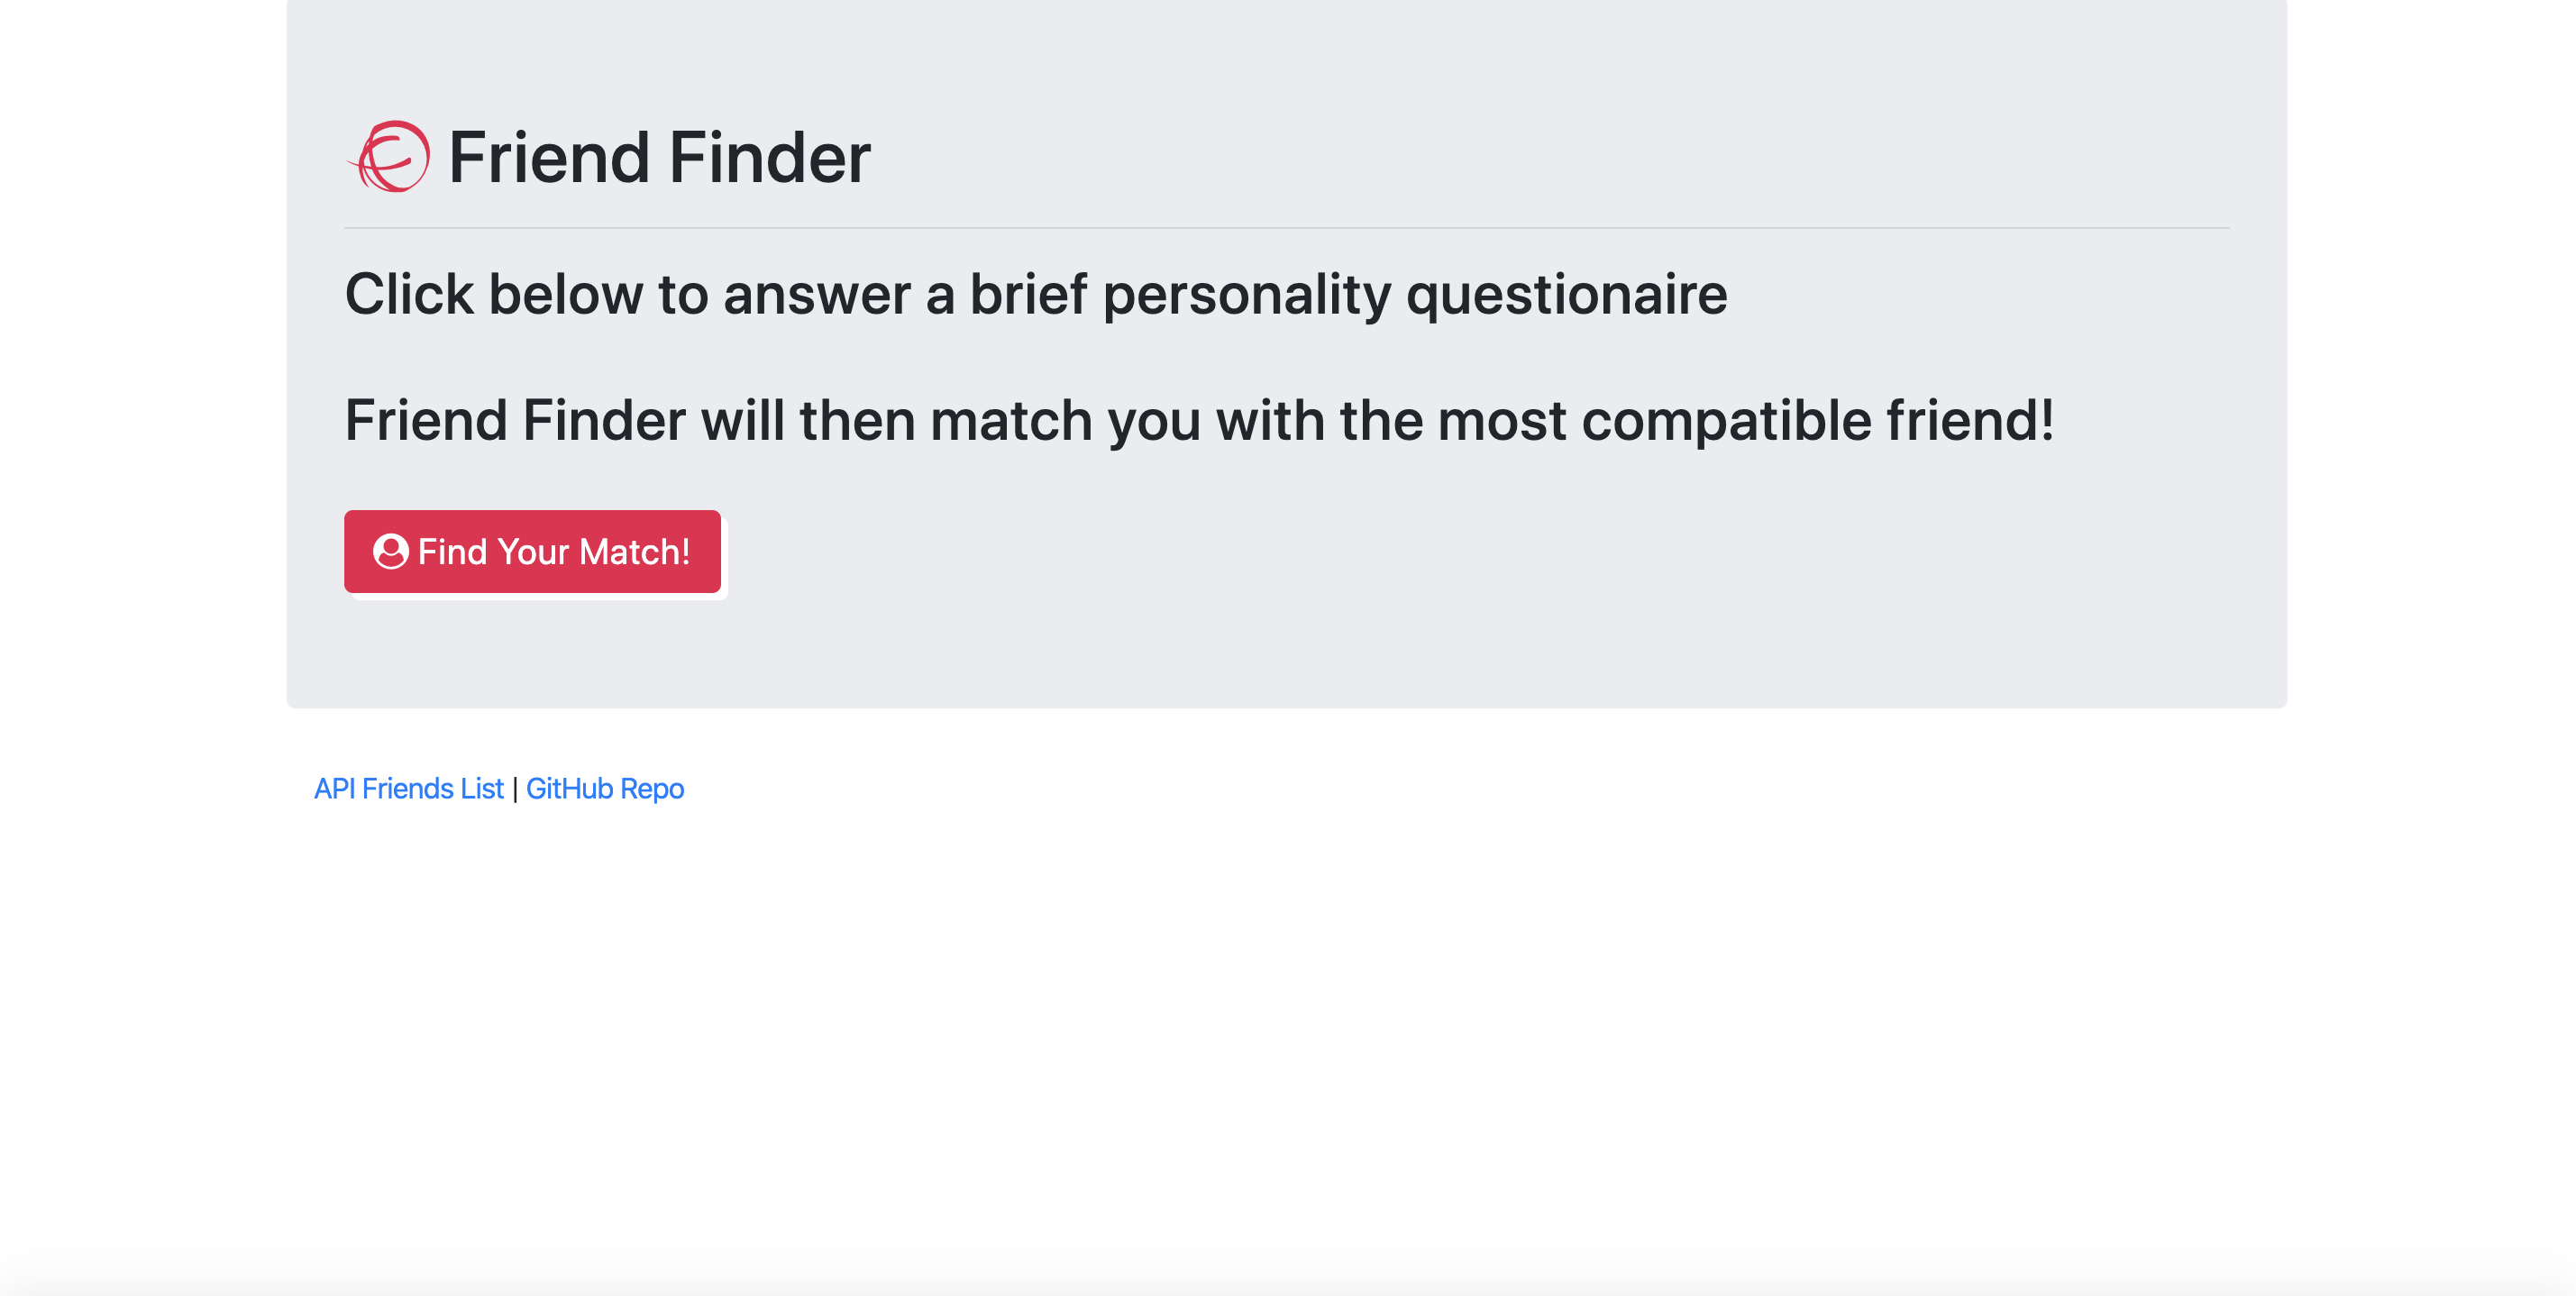 Friend Finder
Click below to answer a brief personality questionaire
Friend Finder will then match you with the most compatible friend!
Find Your Match!
API Friends List | GitHub Repo